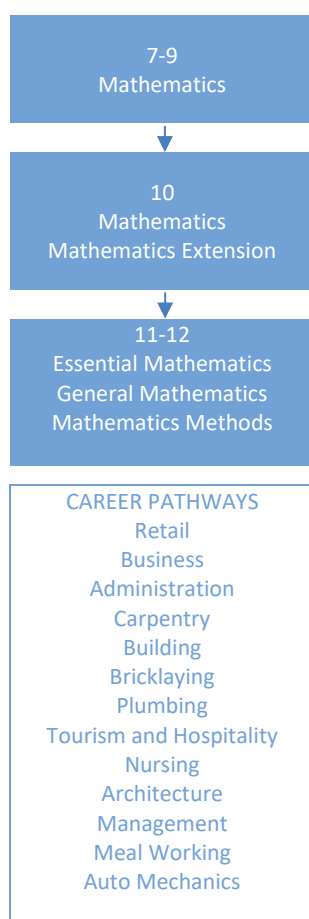 7-9
Mathematics
10
Mathematics
Mathematics Extension
11-12
Essential Mathematics
General Mathematics
Mathematics Methods
CAREER PATHWAYS
Retail
Business
Administration
Carpentry
Building
Bricklaying
Plumbing
Tourism and Hospitality
Nursing
Architecture
Management
Meal Working
Auto Mechanics